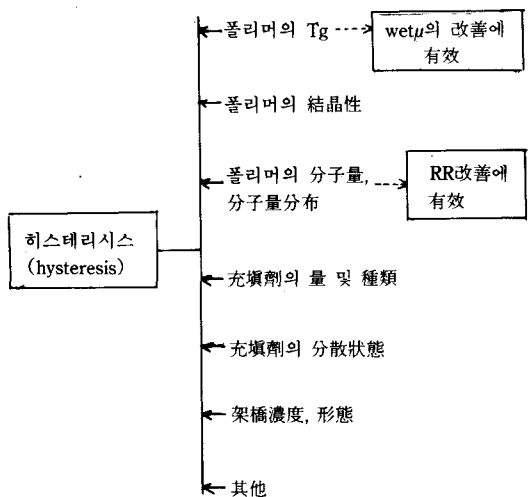 폴리머의 Tg
wetμ의 改善에
有效
폴리머의 結晶性
폴리머의 分子量,
分子量分布
RR改善에
有效
히스테리시스
(hysteresis)
充塡劑의 量 및 種類
充塡劑의 分散狀態
架橋濃度, 形態
其他